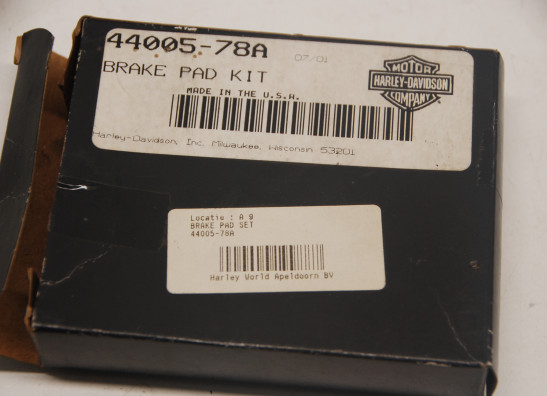 44005-78A
07/01
BRAKE PAD KIT
MADE IN THE U.S.A.
MOTOR
HARLEY-DAVIDSON
COMPANY
Harley-Davidson, Inc. Milwaukee, Wisconsin 53201
Locatie : A 9
BRAKE PAD SET
44005-78A
Harley World Apeldoorn BV